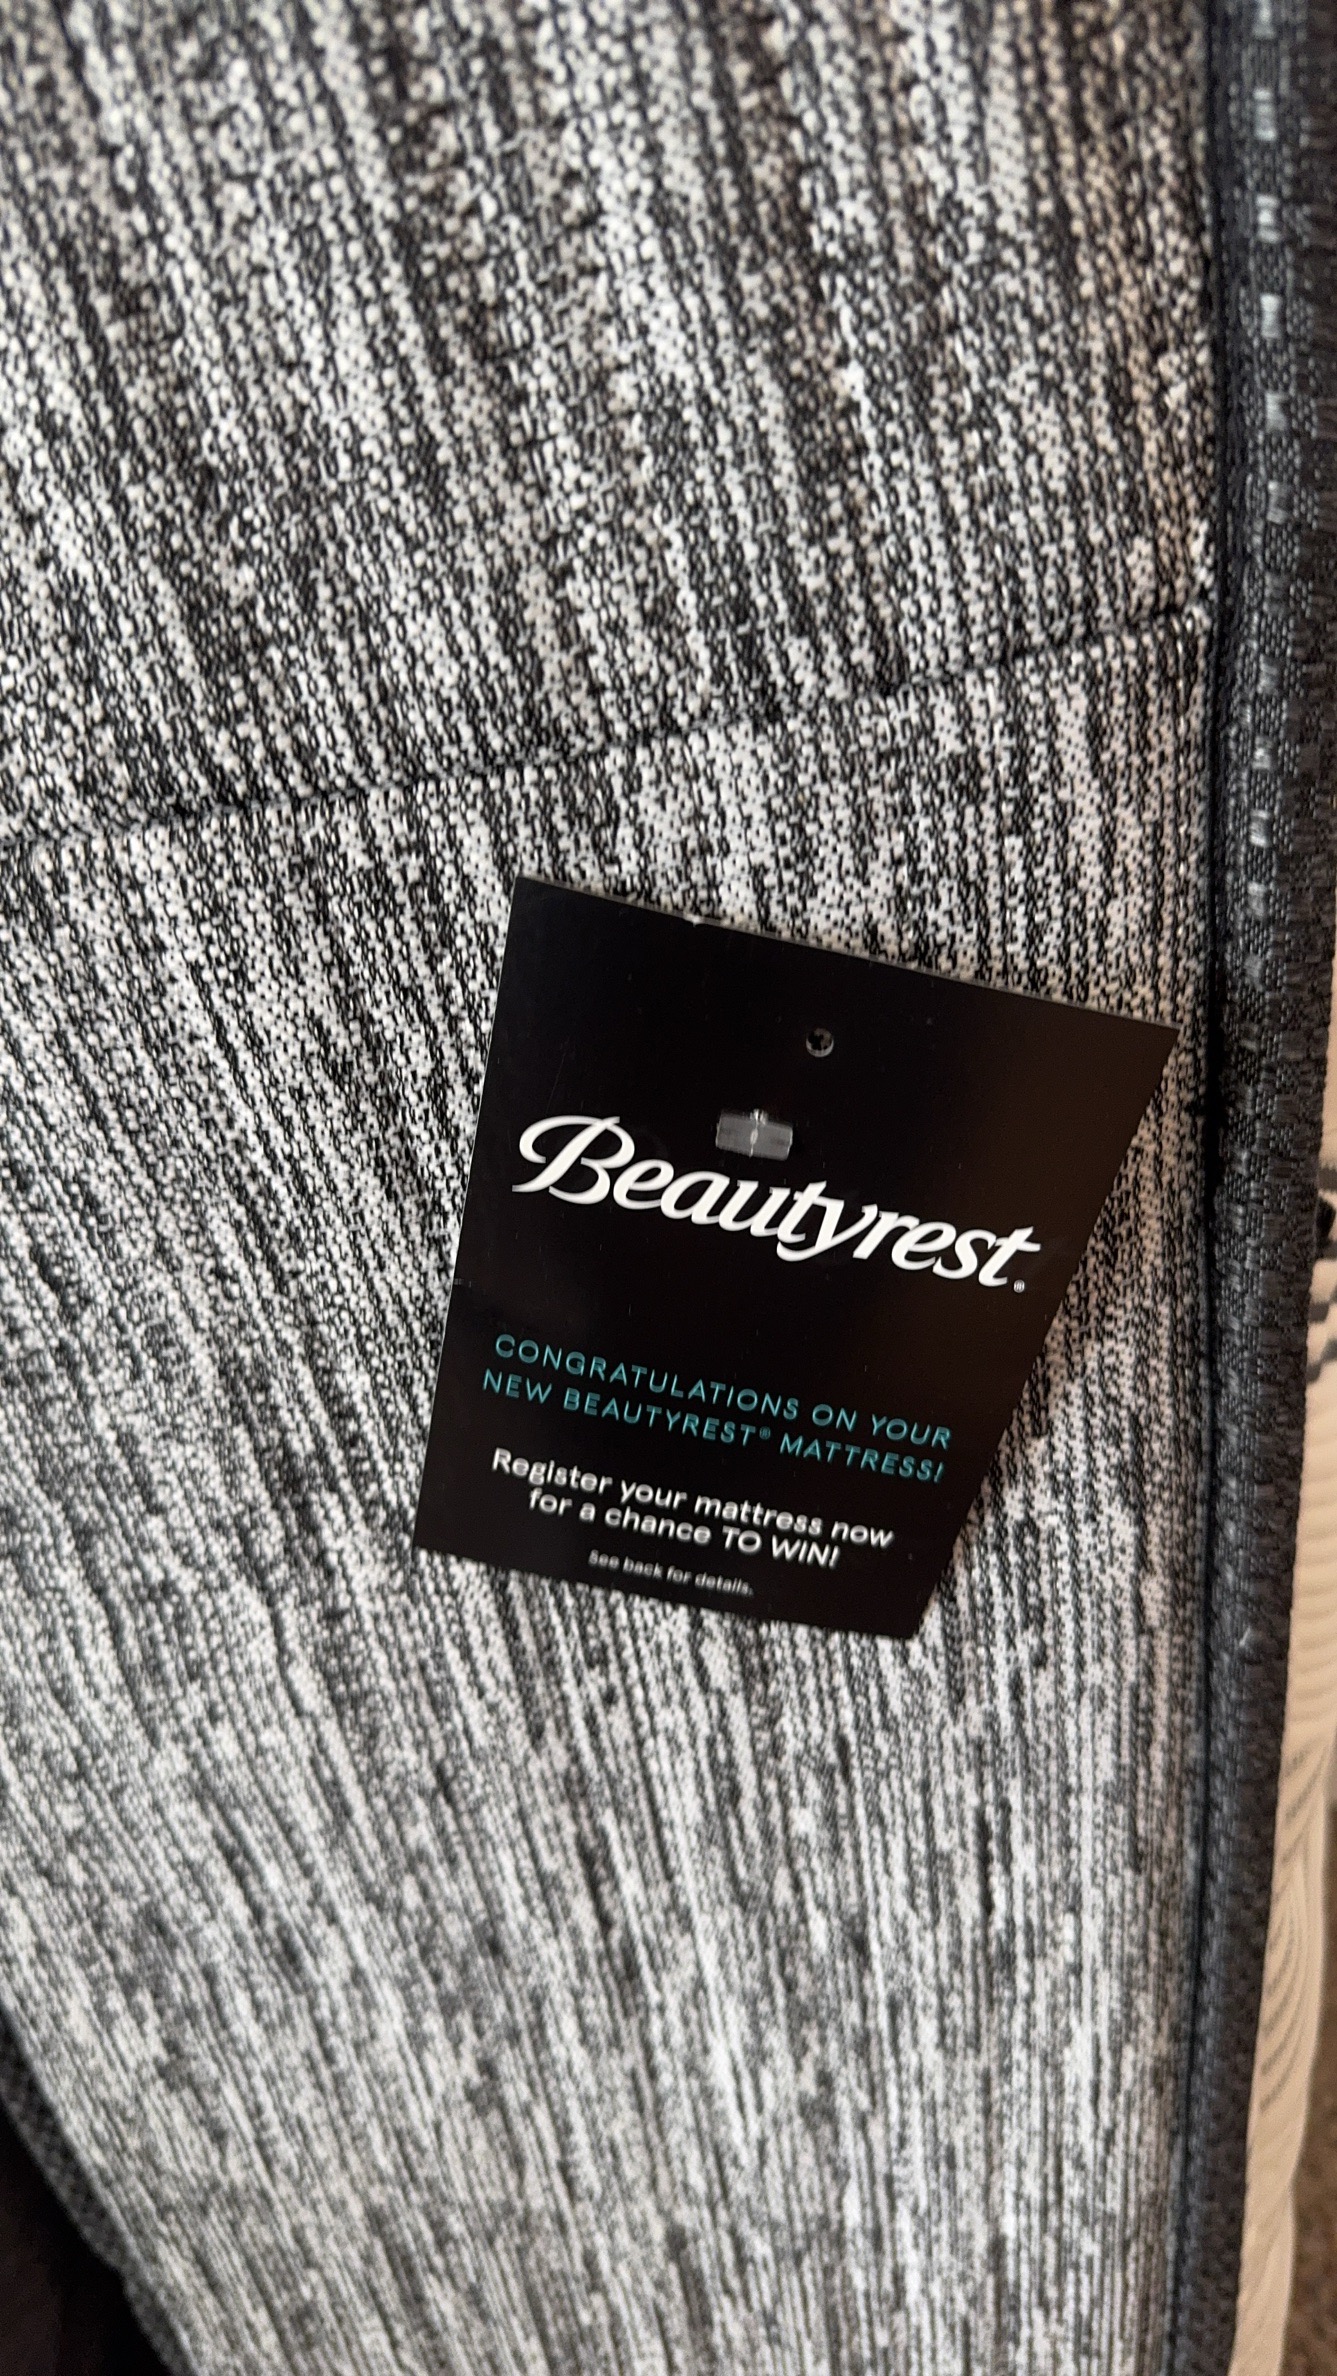 Beautyrest®
CONGRATULATIONS ON YOUR
NEW BEAUTYREST® MATTRESS!
Register your mattress now
for a chance TO WIN!
See back for details.